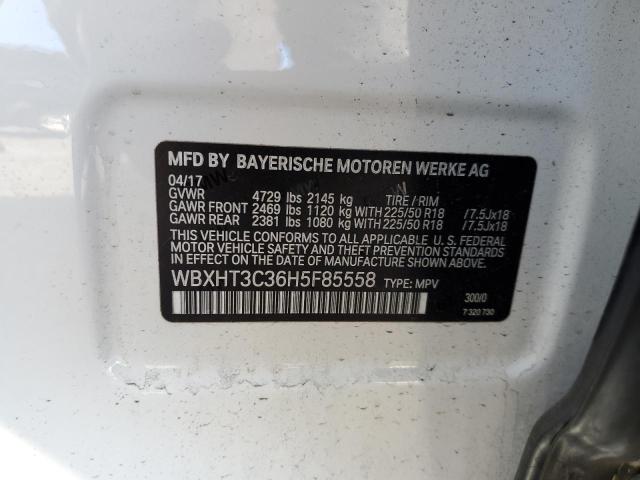 MFD BY BAYERISCHE MOTOREN WERKE AG
04/17
GVWR 4729 lbs 2145 kg TIRE / RIM
GAWR FRONT 2469 lbs 1120 kg WITH 225/50 R18 /7.5Jx18
GAWR REAR 2381 lbs 1080 kg WITH 225/50 R18 /7.5Jx18
THIS VEHICLE CONFORMS TO ALL APPLICABLE U. S. FEDERAL
MOTOR VEHICLE SAFETY, BUMPER, AND THEFT PREVENTION STANDARDS
IN EFFECT ON THE DATE OF MANUFACTURE SHOWN ABOVE.
WBXHT3C36H5F85558 TYPE: MPV
300/0
7 320 730